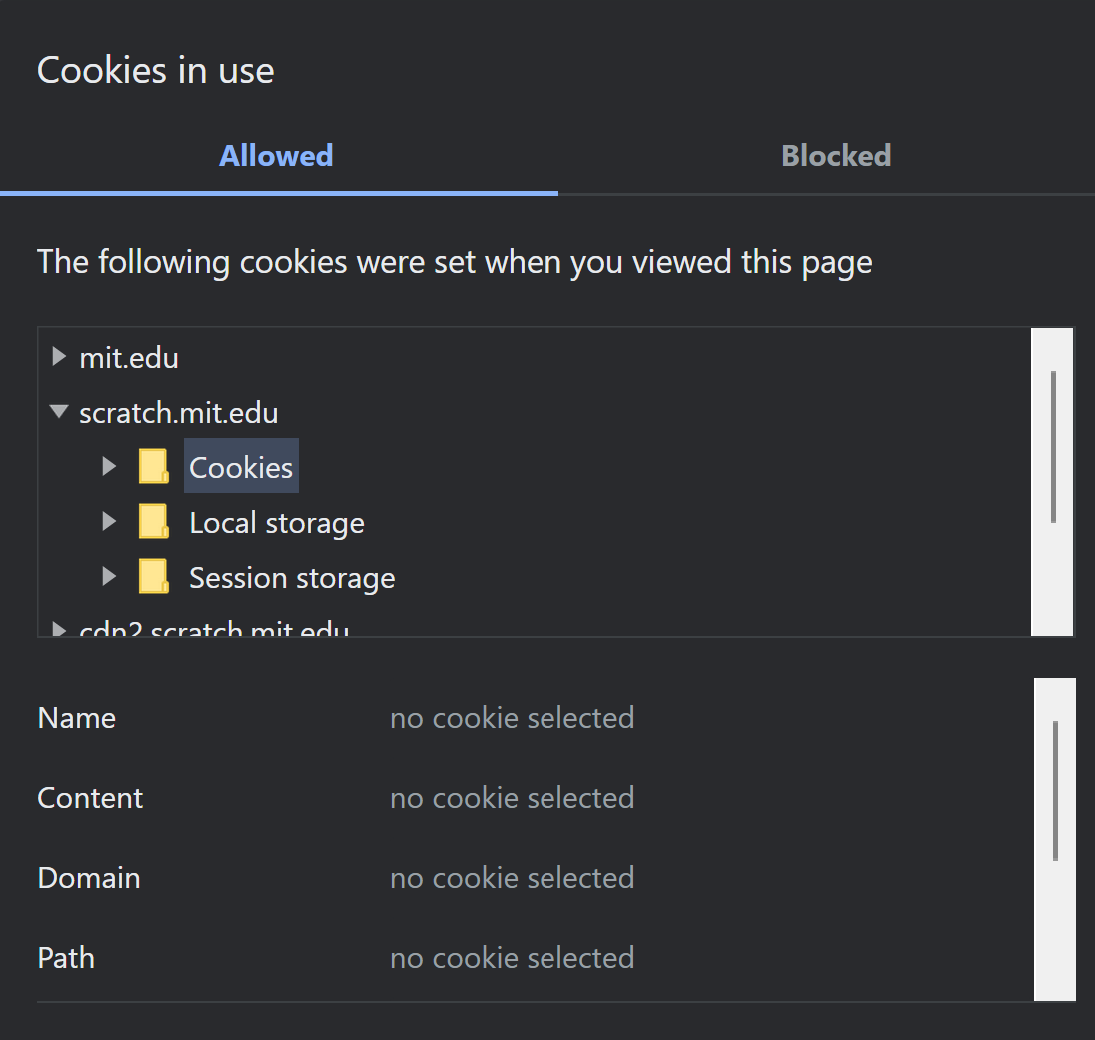 Cookies in use
Allowed Blocked
The following cookies were set when you viewed this page
mit.edu
scratch.mit.edu
Cookies
Local storage
Session storage
cdn2.scratch.mit.edu
Name no cookie selected
Content no cookie selected
Domain no cookie selected
Path no cookie selected